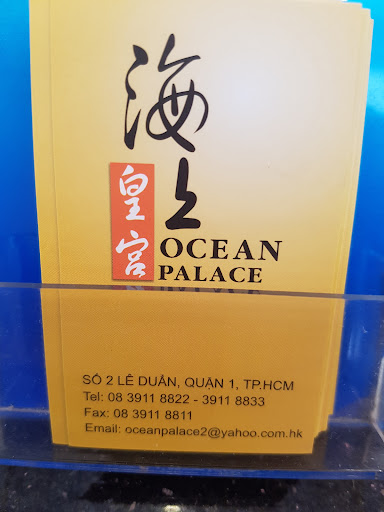 海上
皇宮
OCEAN
PALACE
SỐ 2 LÊ DUẨN, QUẬN 1, TP.HCM
Tel: 08 3911 8822 - 3911 8833
Fax: 08 3911 8811
Email: oceanpalace2@yahoo.com.hk